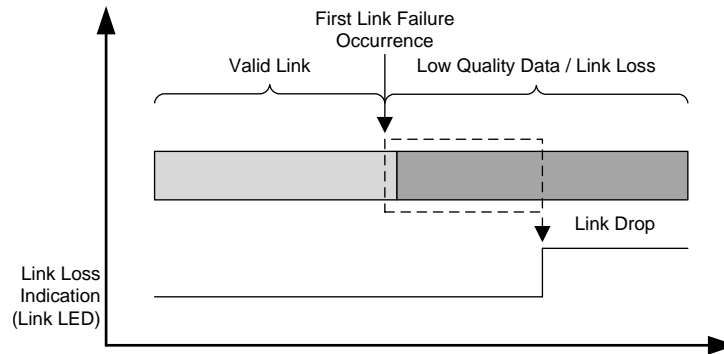 First Link Failure
Occurrence
Valid Link
Low Quality Data / Link Loss
Link Drop
Link Loss
Indication
(Link LED)